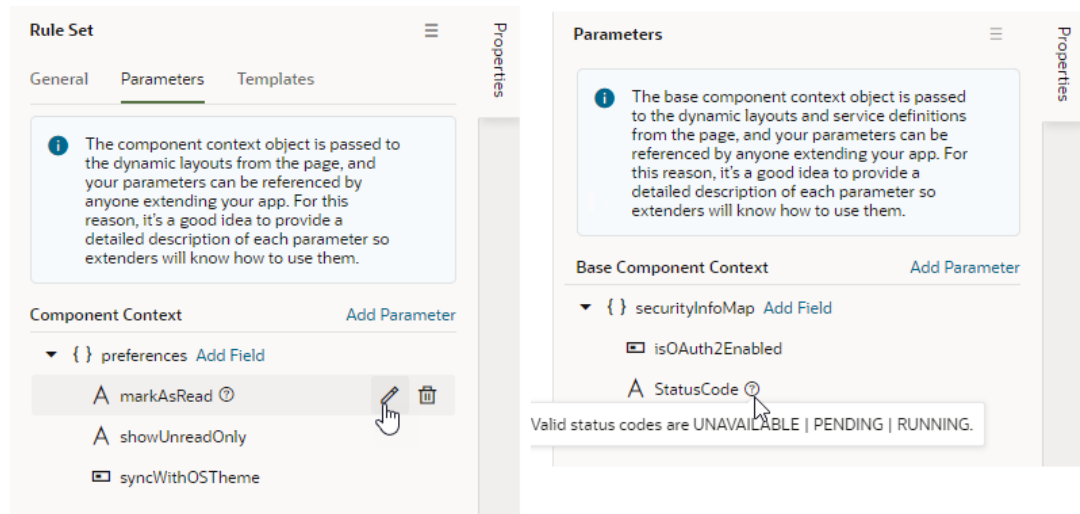 Rule Set
Properties
General Parameters Templates
The component context object is passed to
the dynamic layouts from the page, and
your parameters can be referenced by
anyone extending your app. For this
reason, it's a good idea to provide a
detailed description of each parameter so
extenders will know how to use them.
Component Context Add Parameter
{ } preferences Add Field
A markAsRead
A showUnreadOnly
syncWithOSTheme
Parameters
Properties
The base component context object is passed
to the dynamic layouts and service definitions
from the page, and your parameters can be
referenced by anyone extending your app. For
this reason, it's a good idea to provide a
detailed description of each parameter so
extenders will know how to use them.
Base Component Context Add Parameter
{ } securityInfoMap Add Field
isOAuth2Enabled
A StatusCode
Valid status codes are UNAVAILABLE | PENDING | RUNNING.